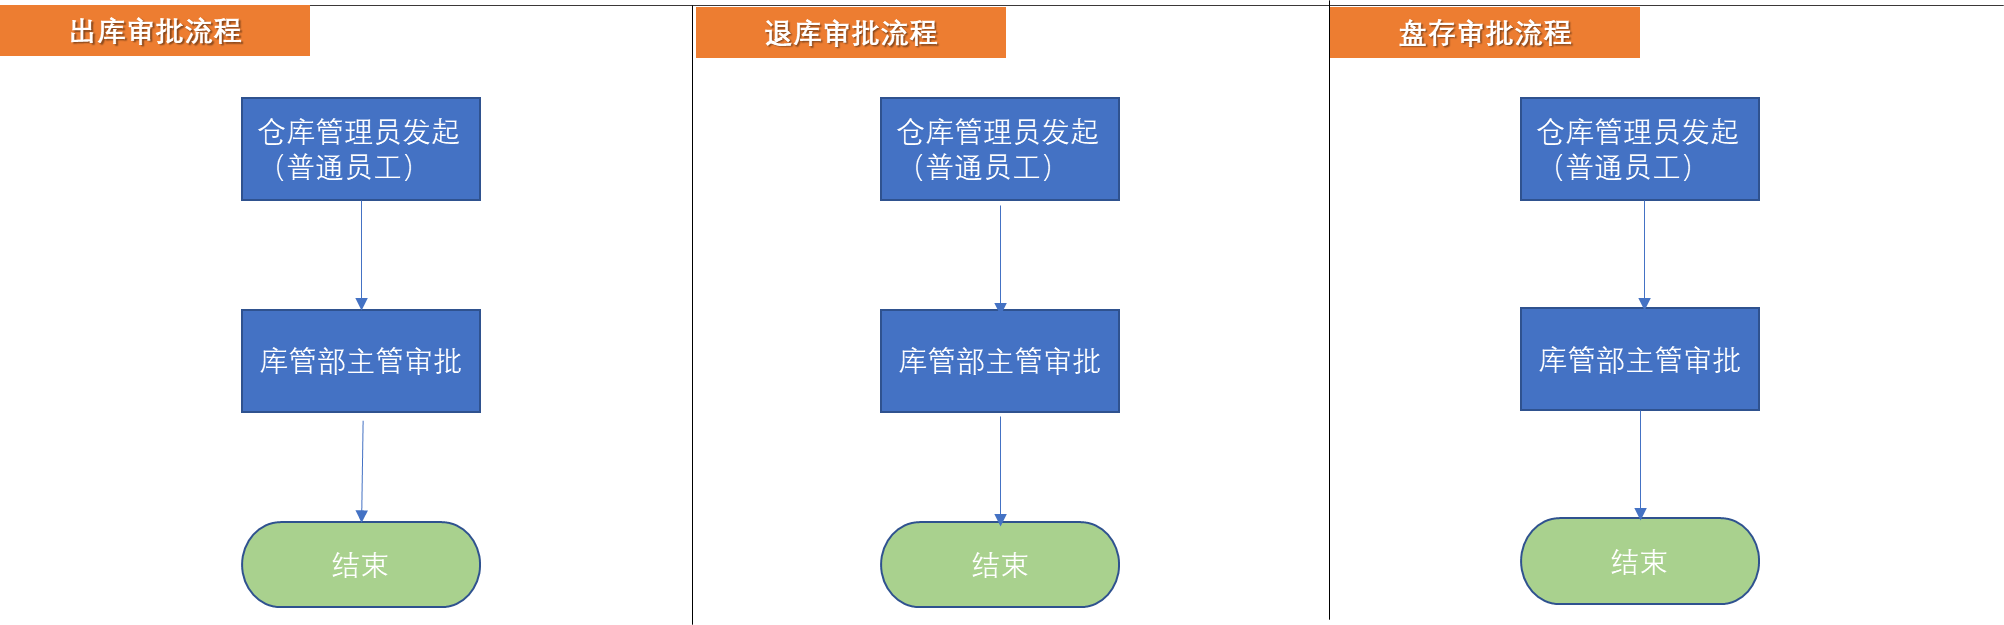 出库审批流程
仓库管理员发起
（普通员工）
库管部主管审批
结束
退库审批流程
仓库管理员发起
（普通员工）
库管部主管审批
结束
盘存审批流程
仓库管理员发起
（普通员工）
库管部主管审批
结束